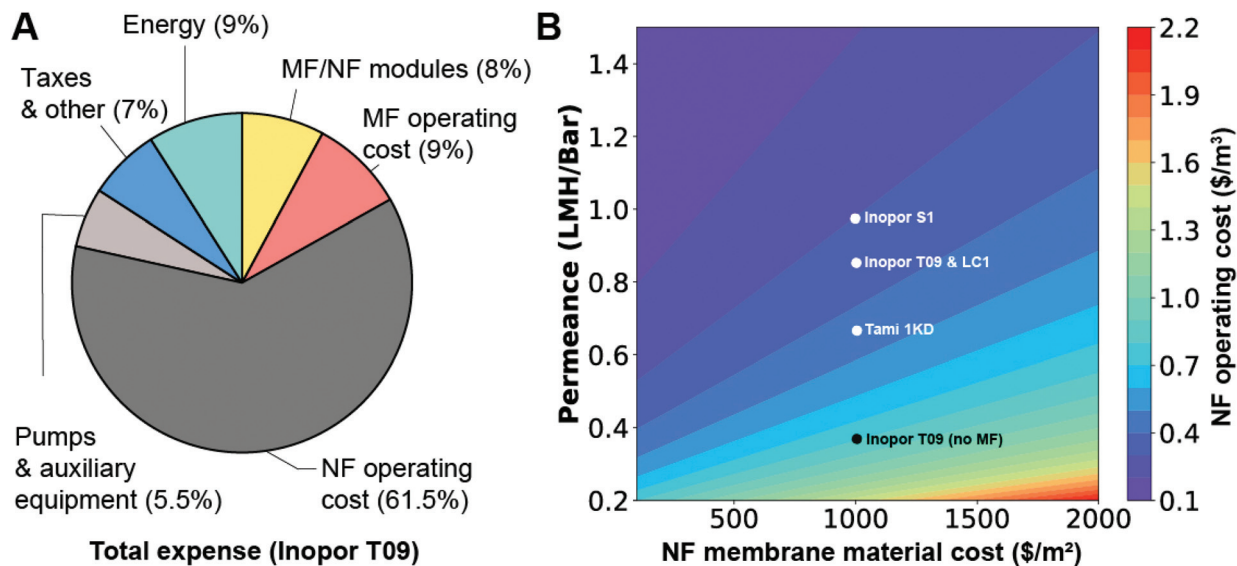 A
Energy (9%)
MF/NF modules (8%)
Taxes
& other (7%)
MF operating
cost (9%)
Pumps
& auxiliary
equipment (5.5%)
NF operating
cost (61.5%)
Total expense (Inopor T09)
B
Permeance (LMH/Bar)
1.4
1.2
1.0
0.8
0.6
0.4
0.2
Inopor S1
Inopor T09 & LC1
Tami 1KD
Inopor T09 (no MF)
500
1000
1500
2000
NF membrane material cost ($/m²)
2.2
1.9
1.6
1.3
1.0
0.7
0.4
0.1
NF operating cost ($/m³)